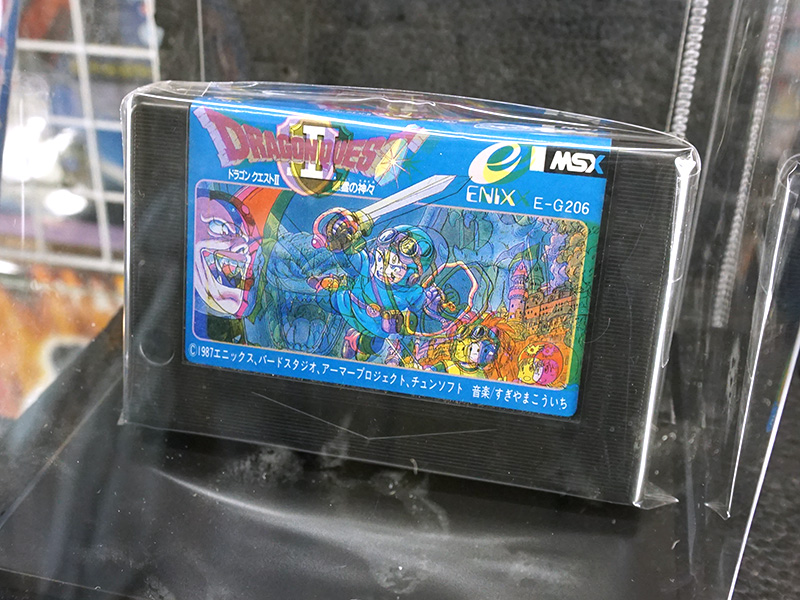 DRAGON QUEST
II
ドラゴンクエストII
の神々
ENIX
MSX
E-G206
©1987エニックス、バードスタジオ、アーマープロジェクト、チュンソフト 音楽/すぎやまこういち